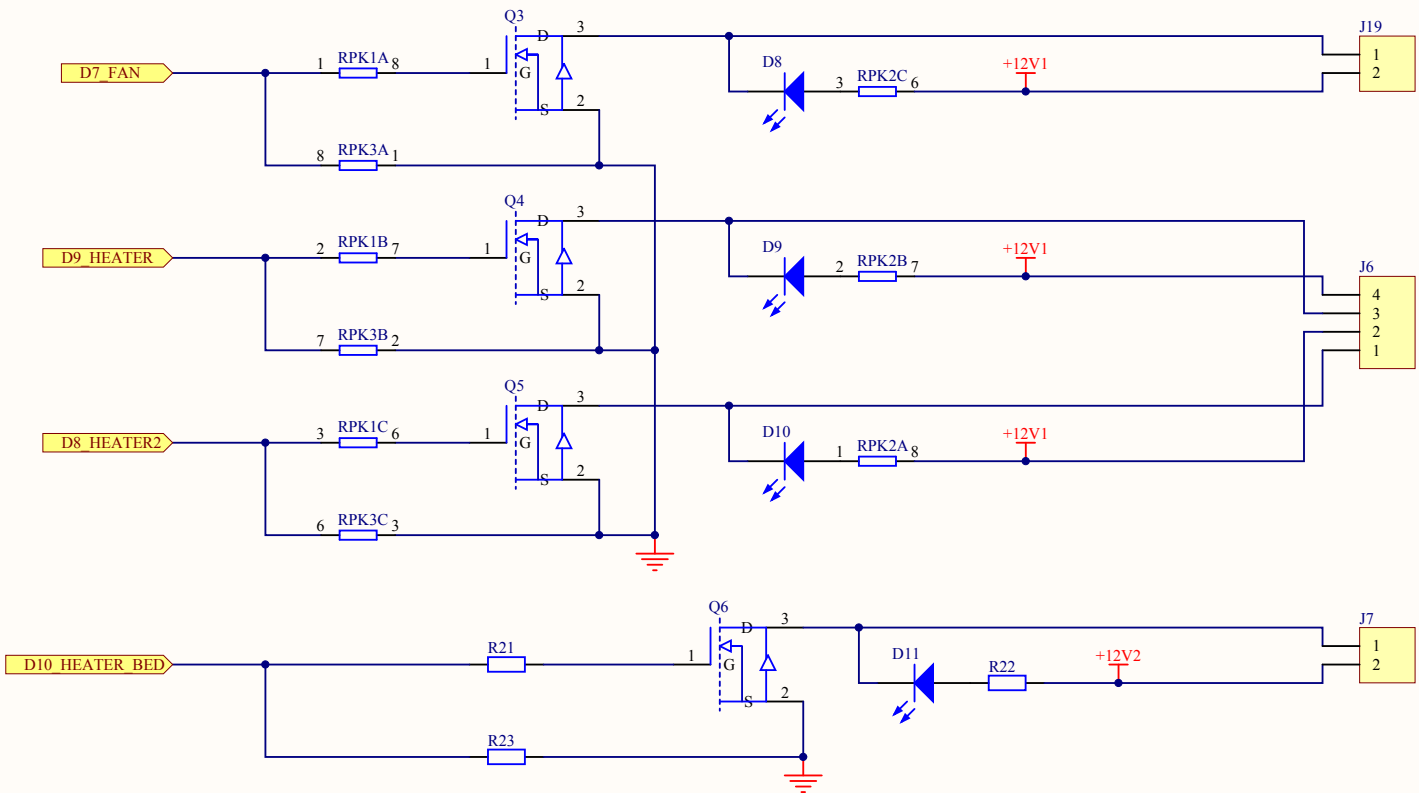 Q3
D 3
G
S 2
D7_FAN
1 RPK1A 8
1
8 RPK3A 1
D8
3 RPK2C 6
+12V1
J19
1
2
Q4
D 3
G
S 2
D9_HEATER
2 RPK1B 7
1
7 RPK3B 2
D9
2 RPK2B 7
+12V1
J6
4
3
2
1
Q5
D 3
G
S 2
D8_HEATER2
3 RPK1C 6
1
6 RPK3C 3
D10
1 RPK2A 8
+12V1
Q6
D 3
G
S 2
D10_HEATER_BED
R21
1
R23
D11
R22
+12V2
J7
1
2